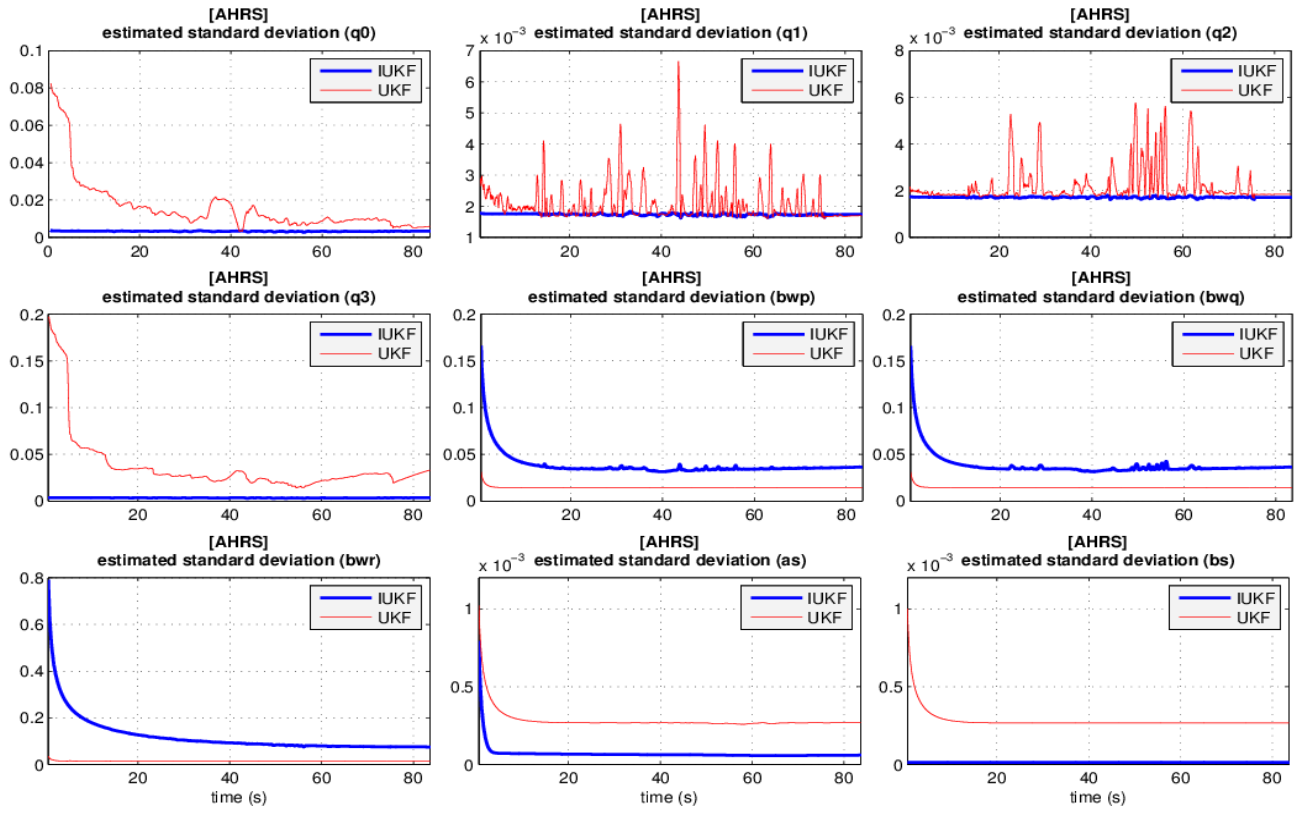 [AHRS]
estimated standard deviation (q0)
0.1
0.08
0.06
0.04
0.02
0
0 20 40 60 80
IUKF
UKF
[AHRS]
x 10⁻³ estimated standard deviation (q1)
7
6
5
4
3
2
1
20 40 60 80
IUKF
UKF
[AHRS]
x 10⁻³ estimated standard deviation (q2)
8
6
4
2
0
20 40 60 80
IUKF
UKF
[AHRS]
estimated standard deviation (q3)
0.2
0.15
0.1
0.05
0
20 40 60 80
IUKF
UKF
[AHRS]
estimated standard deviation (bwp)
0.2
0.15
0.1
0.05
0
20 40 60 80
IUKF
UKF
[AHRS]
estimated standard deviation (bwq)
0.2
0.15
0.1
0.05
0
20 40 60 80
IUKF
UKF
[AHRS]
estimated standard deviation (bwr)
0.8
0.6
0.4
0.2
0
20 40 60 80
time (s)
IUKF
UKF
[AHRS]
x 10⁻³ estimated standard deviation (as)
1
0.5
0
20 40 60 80
time (s)
IUKF
UKF
[AHRS]
x 10⁻³ estimated standard deviation (bs)
1
0.5
0
20 40 60 80
time (s)
IUKF
UKF